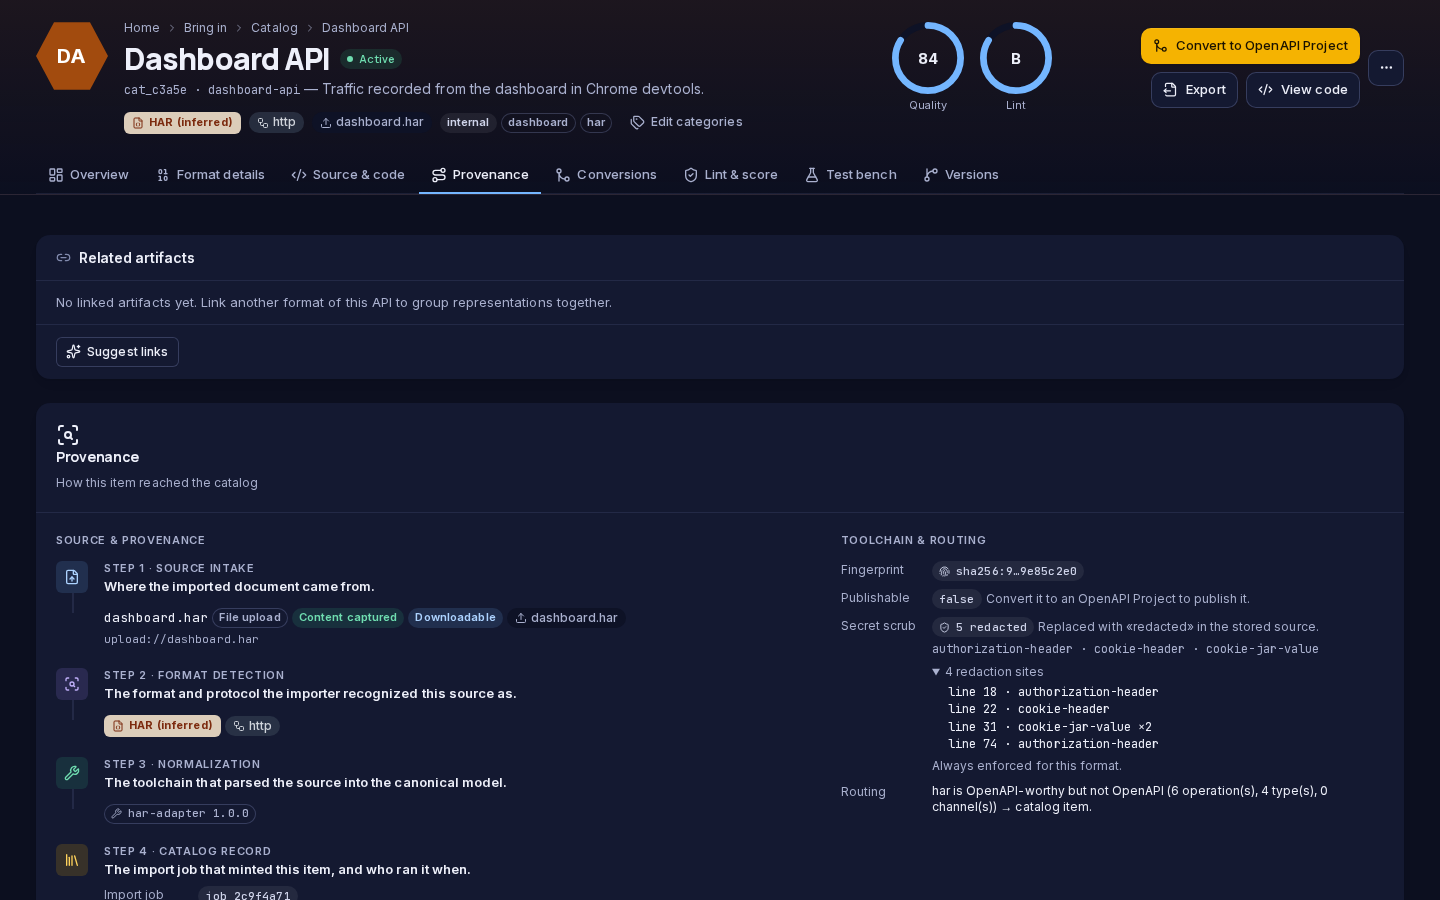 DA
Home > Bring in > Catalog > Dashboard API
Dashboard API
Active
cat_c3a5e · dashboard-api — Traffic recorded from the dashboard in Chrome devtools.
HAR (inferred) http dashboard.har internal dashboard har Edit categories
84
Quality
B
Lint
Convert to OpenAPI Project
Export
View code
Overview Format details Source & code Provenance Conversions Lint & score Test bench Versions
Related artifacts
No linked artifacts yet. Link another format of this API to group representations together.
Suggest links
Provenance
How this item reached the catalog
SOURCE & PROVENANCE
STEP 1 · SOURCE INTAKE
Where the imported document came from.
dashboard.har File upload Content captured Downloadable dashboard.har
upload://dashboard.har
STEP 2 · FORMAT DETECTION
The format and protocol the importer recognized this source as.
HAR (inferred) http
STEP 3 · NORMALIZATION
The toolchain that parsed the source into the canonical model.
har-adapter 1.0.0
STEP 4 · CATALOG RECORD
The import job that minted this item, and who ran it when.
Import job job_2c9f4a71
TOOLCHAIN & ROUTING
Fingerprint sha256:9…9e85c2e0
Publishable false Convert it to an OpenAPI Project to publish it.
Secret scrub 5 redacted Replaced with «redacted» in the stored source.
authorization-header · cookie-header · cookie-jar-value
▼ 4 redaction sites
line 18 · authorization-header
line 22 · cookie-header
line 31 · cookie-jar-value ×2
line 74 · authorization-header
Always enforced for this format.
Routing har is OpenAPI-worthy but not OpenAPI (6 operation(s), 4 type(s), 0
channel(s)) → catalog item.